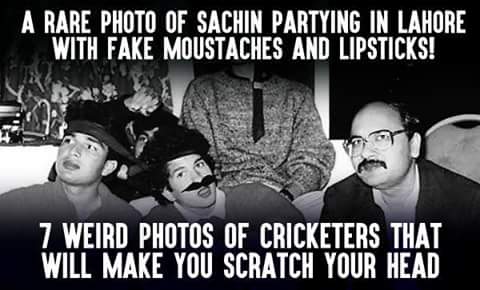 A RARE PHOTO OF SACHIN PARTYING IN LAHORE
WITH FAKE MOUSTACHES AND LIPSTICKS!
7 WEIRD PHOTOS OF CRICKETERS THAT
WILL MAKE YOU SCRATCH YOUR HEAD